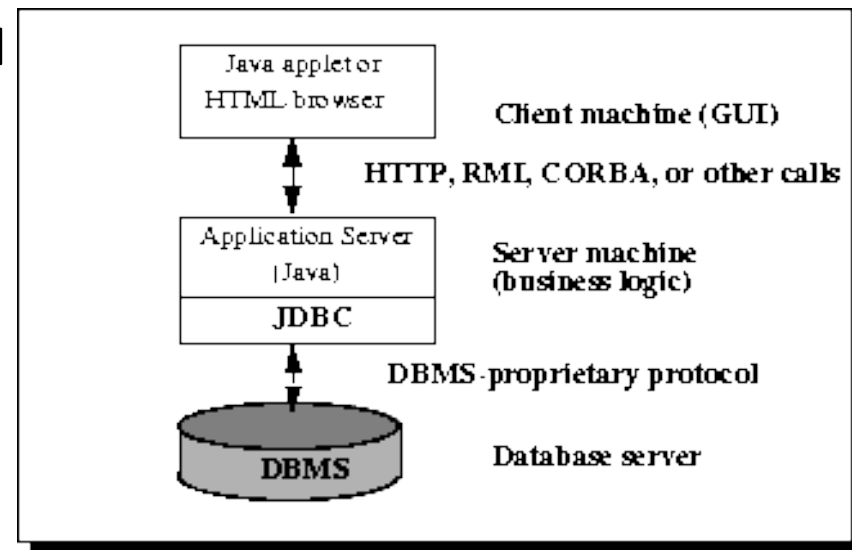 Java applet or
HTML browser
Client machine (GUI)
HTTP, RMI, CORBA, or other calls
Application Server
(Java)
JDBC
Server machine
(business logic)
DBMS-proprietary protocol
DBMS
Database server